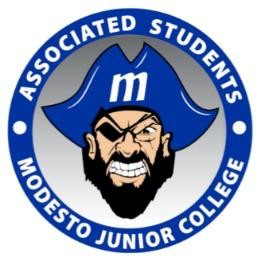 ASSOCIATED STUDENTS
m
MODESTO JUNIOR COLLEGE